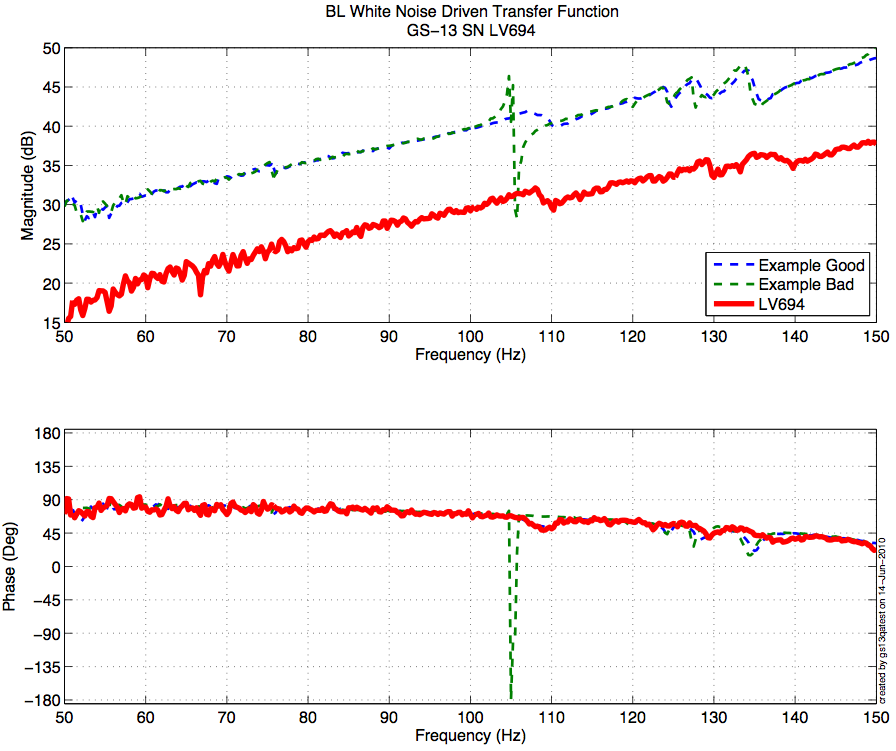 BL White Noise Driven Transfer Function
GS−13 SN LV694
Magnitude (dB)
50
45
40
35
30
25
20
15
50 60 70 80 90 100 110 120 130 140 150
Frequency (Hz)
Example Good
Example Bad
LV694
Phase (Deg)
180
135
90
45
0
−45
−90
−135
−180
50 60 70 80 90 100 110 120 130 140 150
Frequency (Hz)
created by gs13qatest on 14−Jun−2010